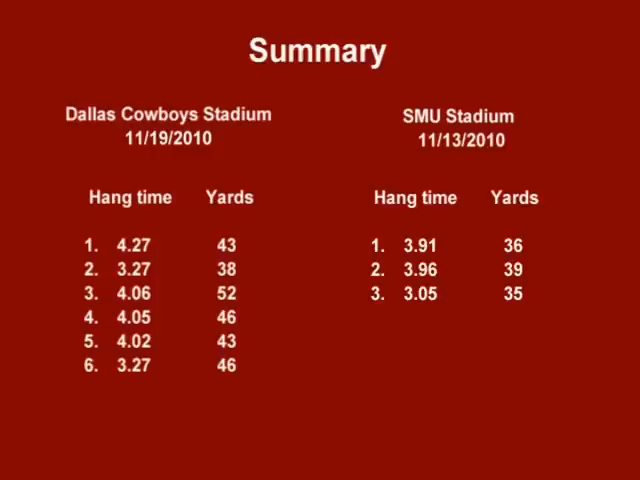 Summary
Dallas Cowboys Stadium
11/19/2010
Hang time Yards
1. 4.27 43
2. 3.27 38
3. 4.06 52
4. 4.05 46
5. 4.02 43
6. 3.27 46
SMU Stadium
11/13/2010
Hang time Yards
1. 3.91 36
2. 3.96 39
3. 3.05 35